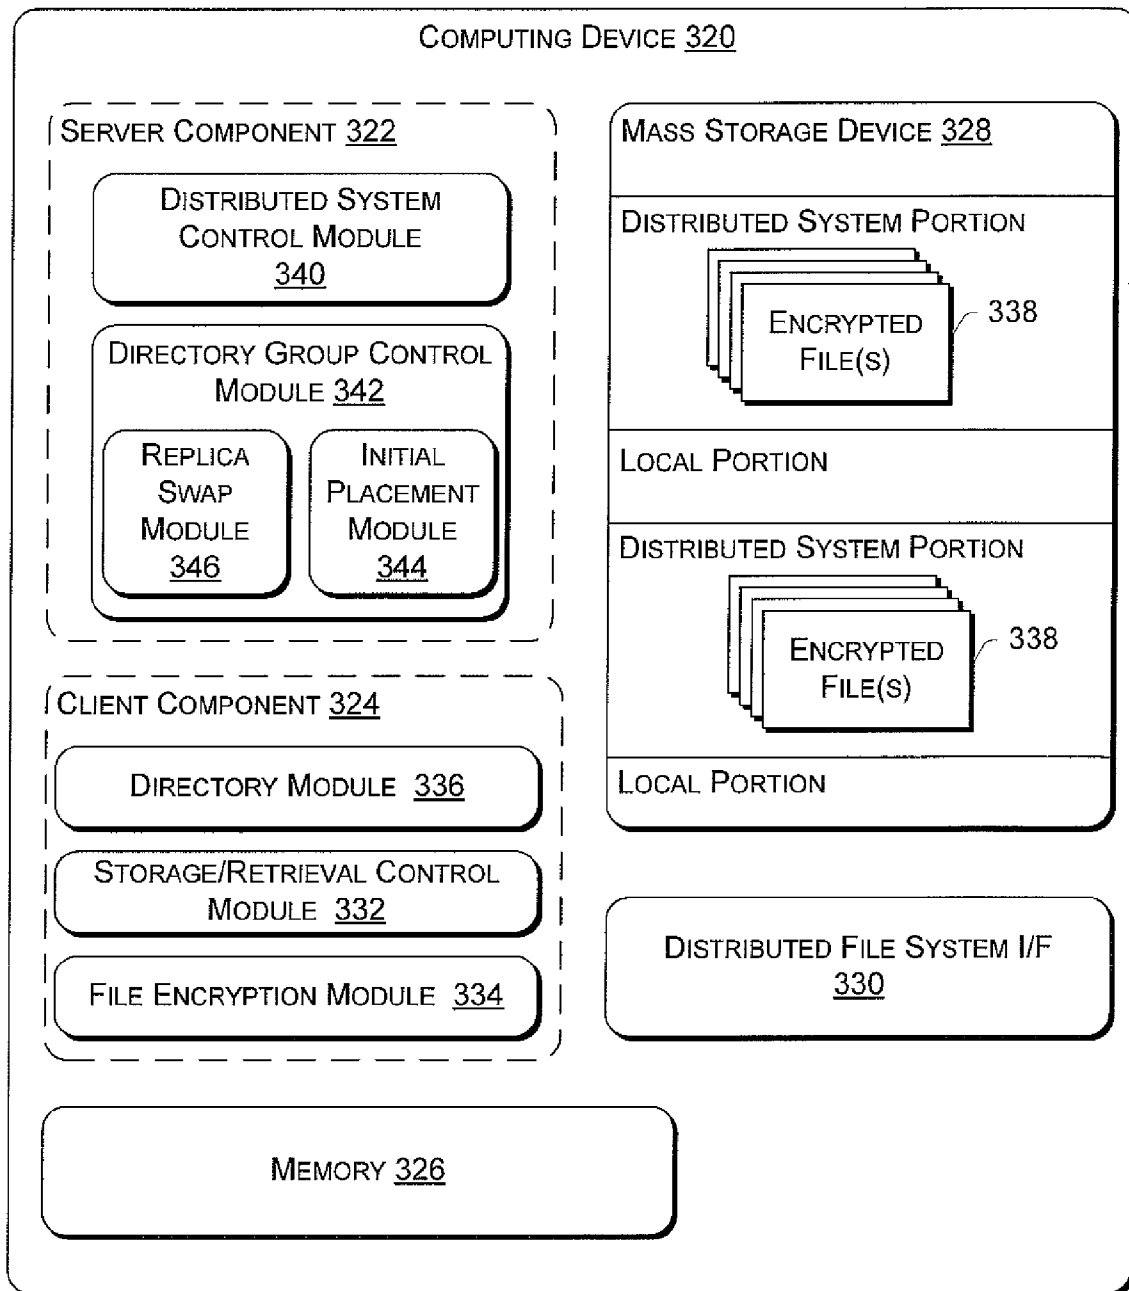 COMPUTING DEVICE 320
SERVER COMPONENT 322
DISTRIBUTED SYSTEM
CONTROL MODULE
340
DIRECTORY GROUP CONTROL
MODULE 342
REPLICA
SWAP
MODULE
346
INITIAL
PLACEMENT
MODULE
344
CLIENT COMPONENT 324
DIRECTORY MODULE 336
STORAGE/RETRIEVAL CONTROL
MODULE 332
FILE ENCRYPTION MODULE 334
MASS STORAGE DEVICE 328
DISTRIBUTED SYSTEM PORTION
ENCRYPTED
FILE(S)
338
LOCAL PORTION
DISTRIBUTED SYSTEM PORTION
ENCRYPTED
FILE(S)
338
LOCAL PORTION
DISTRIBUTED FILE SYSTEM I/F
330
MEMORY 326